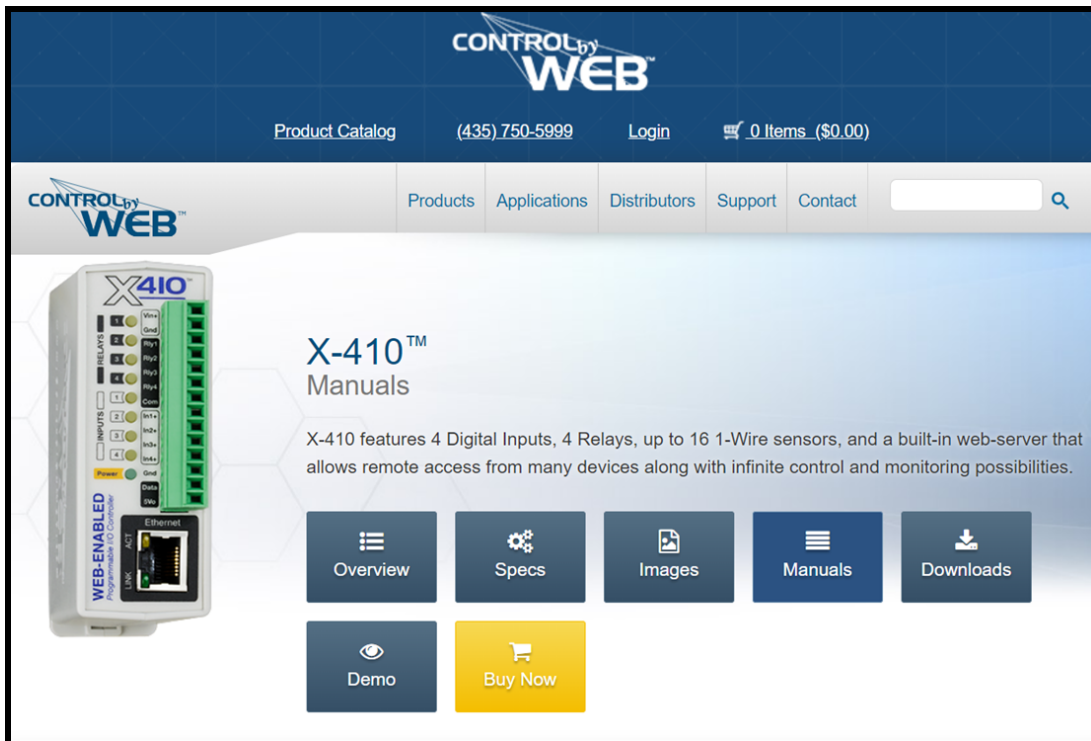 CONTROL by
WEB™
Product Catalog (435) 750-5999 Login 0 Items ($0.00)
CONTROL by
WEB™
Products Applications Distributors Support Contact
X-410™
Vin+
Gnd
Rly1
Rly2
Rly3
Rly4
Com
In1+
In2+
In3+
In4+
Gnd
Data
5Vo
RELAYS
1
2
3
4
INPUTS
1
2
3
4
Power
WEB-ENABLED
Programmable I/O Controller
Ethernet
ACT
LINK
X-410™
Manuals
X-410 features 4 Digital Inputs, 4 Relays, up to 16 1-Wire sensors, and a built-in web-server that
allows remote access from many devices along with infinite control and monitoring possibilities.
Overview Specs Images Manuals Downloads
Demo Buy Now